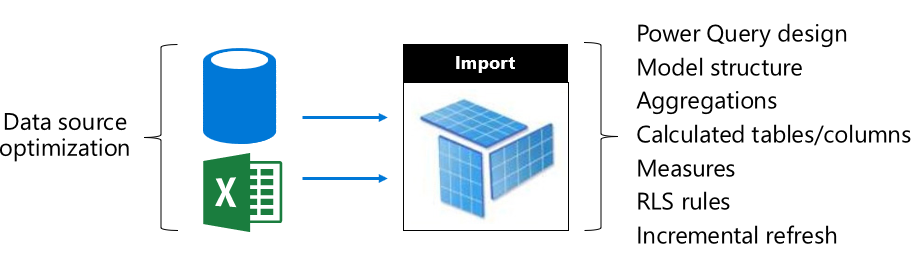 Data source
optimization
X
Import
Power Query design
Model structure
Aggregations
Calculated tables/columns
Measures
RLS rules
Incremental refresh